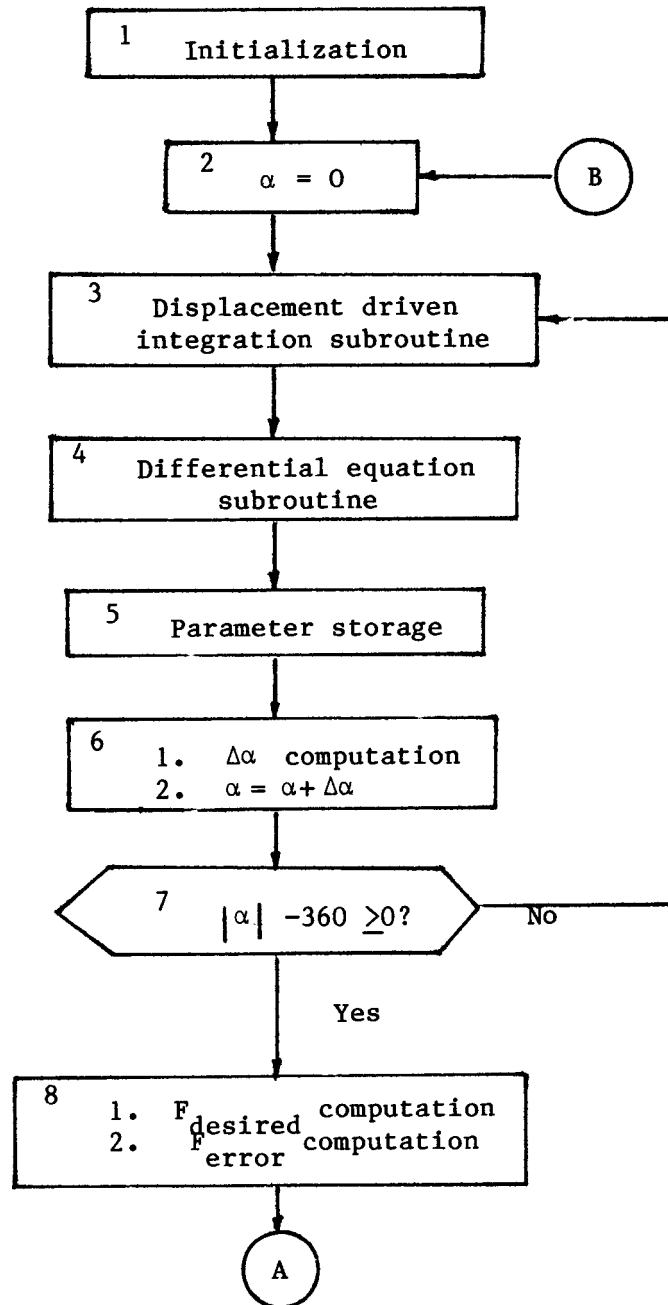 1 Initialization
2 α = 0
B
3 Displacement driven
integration subroutine
4 Differential equation
subroutine
5 Parameter storage
6 1. Δα computation
2. α = α + Δα
7 |α| -360 ≥0?
No
Yes
8 1. F desired computation
2. F error computation
A